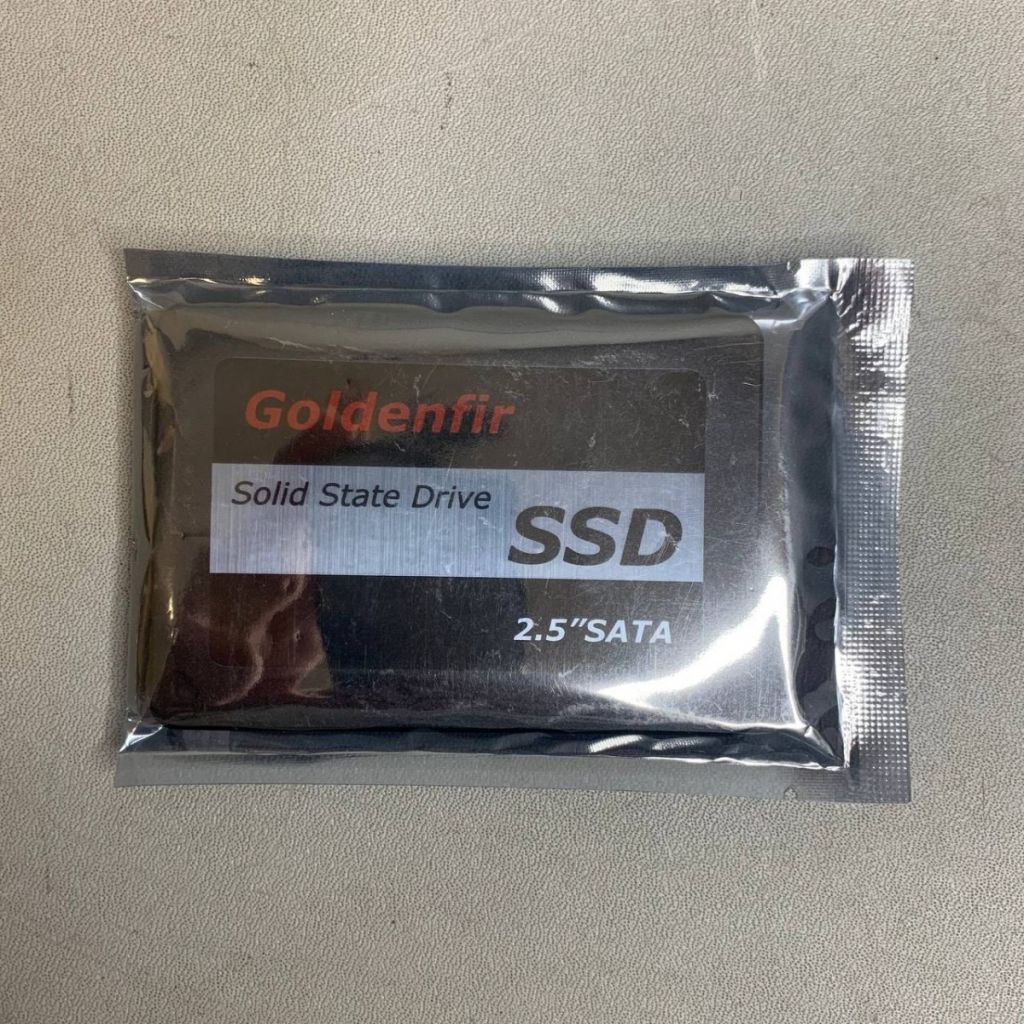 Goldenfir
Solid State Drive
SSD
2.5"SATA